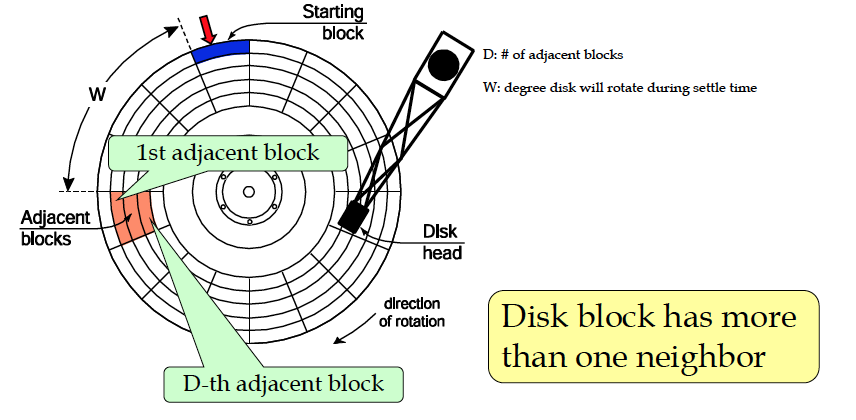 Starting
block
D: # of adjacent blocks
W: degree disk will rotate during settle time
W
1st adjacent block
Adjacent
blocks
Disk
head
direction
of rotation
D-th adjacent block
Disk block has more
than one neighbor